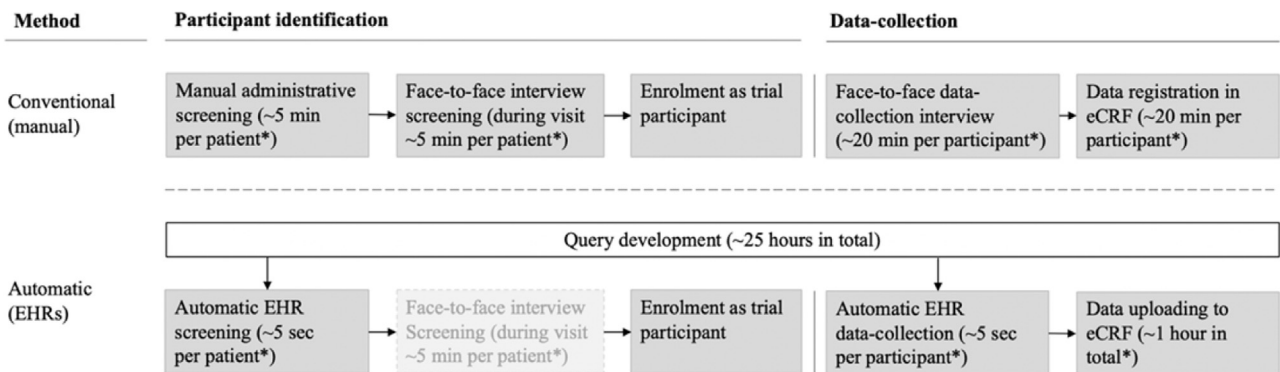 Method
Participant identification
Data-collection
Conventional
(manual)
Manual administrative
screening (~5 min
per patient*)
Face-to-face interview
screening (during visit
~5 min per patient*)
Enrolment as trial
participant
Face-to-face data-
collection interview
(~20 min per participant*)
Data registration in
eCRF (~20 min per
participant*)
Query development (~25 hours in total)
Automatic
(EHRs)
Automatic EHR
screening (~5 sec
per patient*)
Face-to-face interview
Screening (during visit
~5 min per patient*)
Enrolment as trial
participant
Automatic EHR
data-collection (~5 sec
per participant*)
Data uploading to
eCRF (~1 hour in
total*)